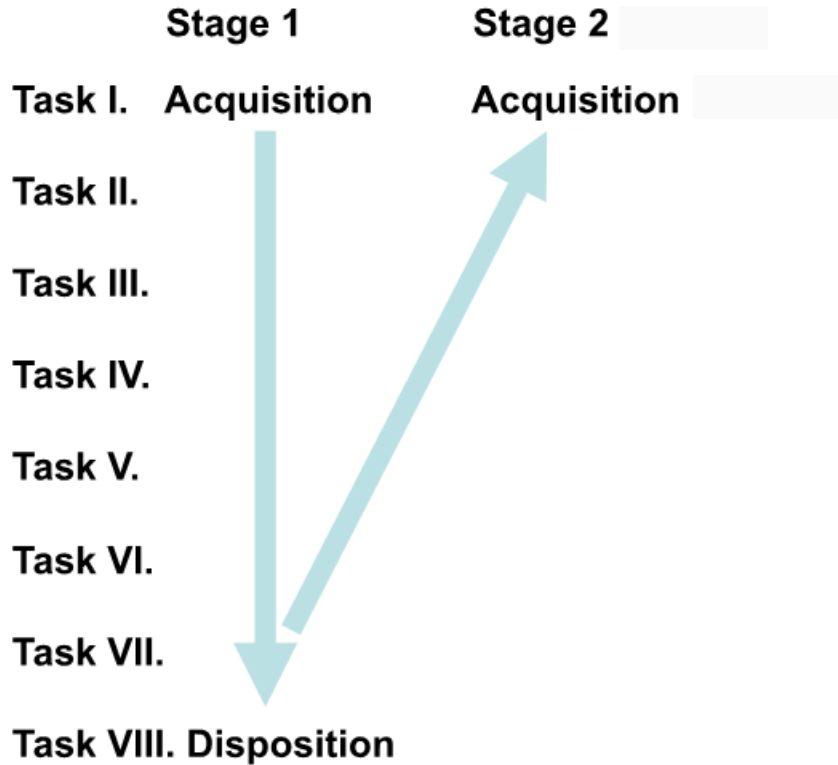 Stage 1 Stage 2
Task I. Acquisition Acquisition
Task II.
Task III.
Task IV.
Task V.
Task VI.
Task VII.
Task VIII. Disposition